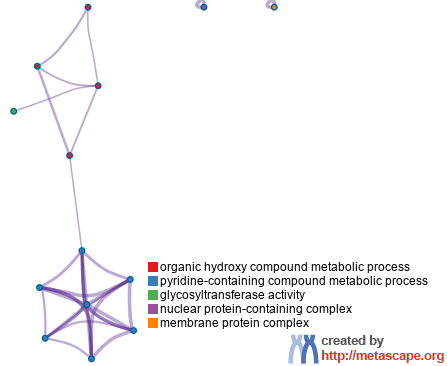 organic hydroxy compound metabolic process
pyridine-containing compound metabolic process
glycosyltransferase activity
nuclear protein-containing complex
membrane protein complex
created by
http://metascape.org